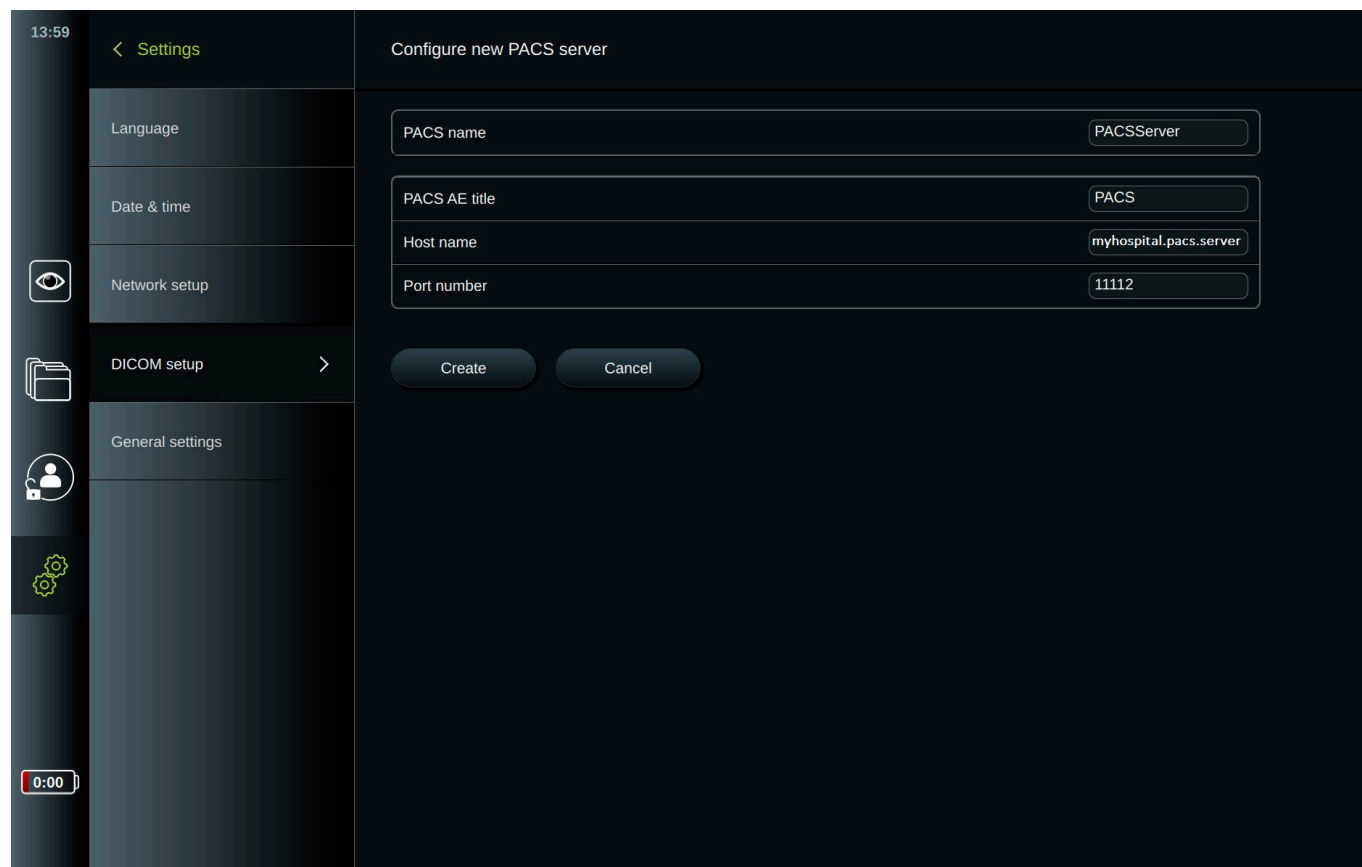 13:59
Settings
Configure new PACS server
Language
Date & time
Network setup
DICOM setup
General settings
PACS name
PACSServer
PACS AE title
PACS
Host name
myhospital.pacs.server
Port number
11112
Create
Cancel
0:00